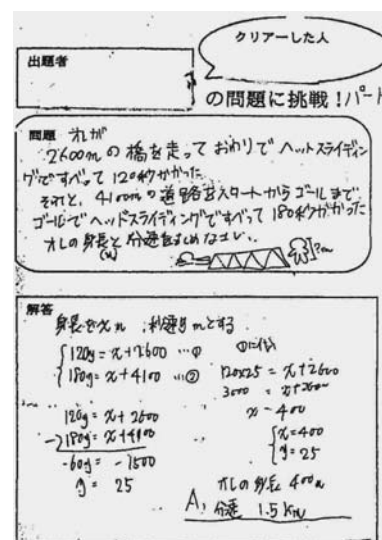 クリアーした人
出題者
の問題に挑戦!パート
問題 オレが
2600mの橋を走っておわりでヘットスライディン
グですべって120秒かかった
それと、4100mの道路をスタートからゴールまで
ゴールでヘッドスライディングですべって180秒かかった
オレの身長と分速をもとめなさい。
(x)
?m
解答
身長をxm 秒速ymとする
120y=x+2600 …①
180y=x+4100 …②
120y=x+2600
-)180y=x+4100
-60y=-1500
y=25
①に代入
120×25=x+2600
3000=x+2600
x=400
x=400
y=25
オレの身長 400m
A, 分速 1.5km